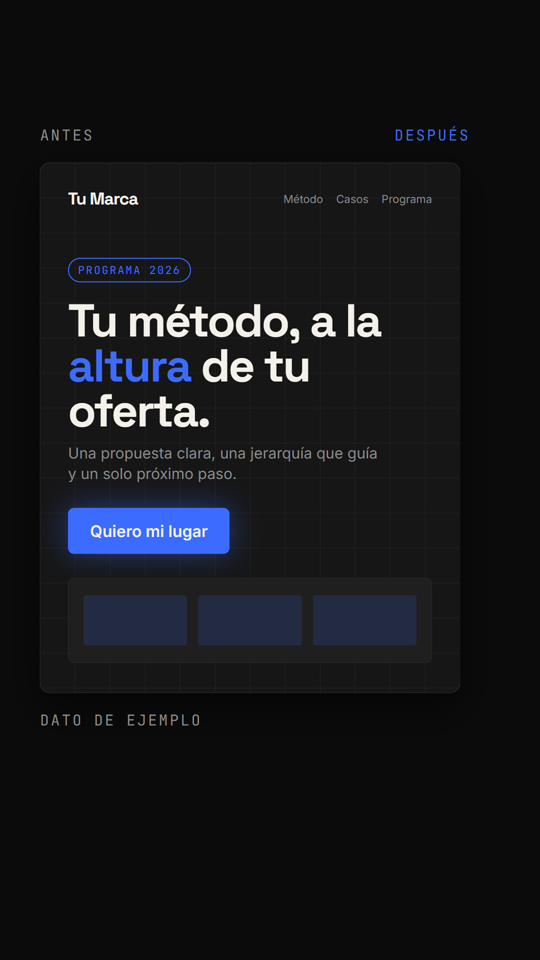 ANTES
DESPUÉS
Tu Marca
Método Casos Programa
PROGRAMA 2026
Tu método, a la
altura de tu
oferta.
Una propuesta clara, una jerarquía que guía
y un solo próximo paso.
Quiero mi lugar
DATO DE EJEMPLO